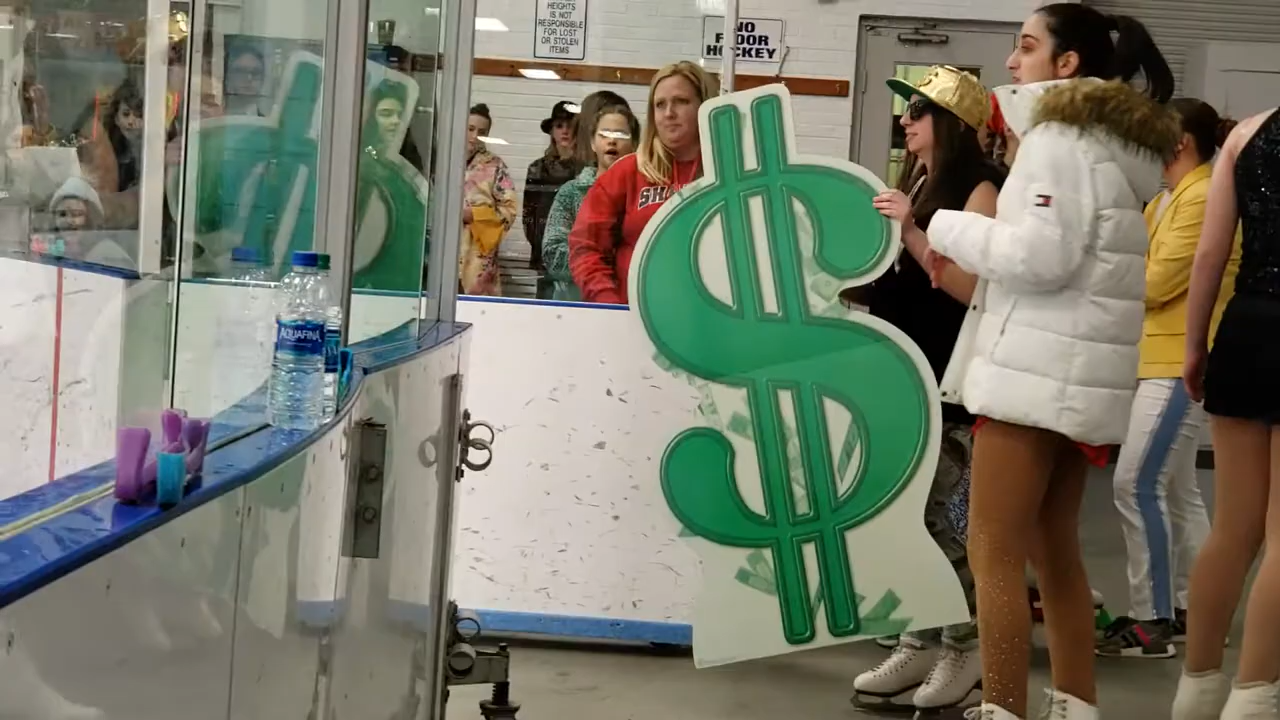 HEIGHTS
IS NOT
RESPONSIBLE
FOR LOST
OR STOLEN
ITEMS
NO
FLOOR
HOCKEY
AQUAFINA
$